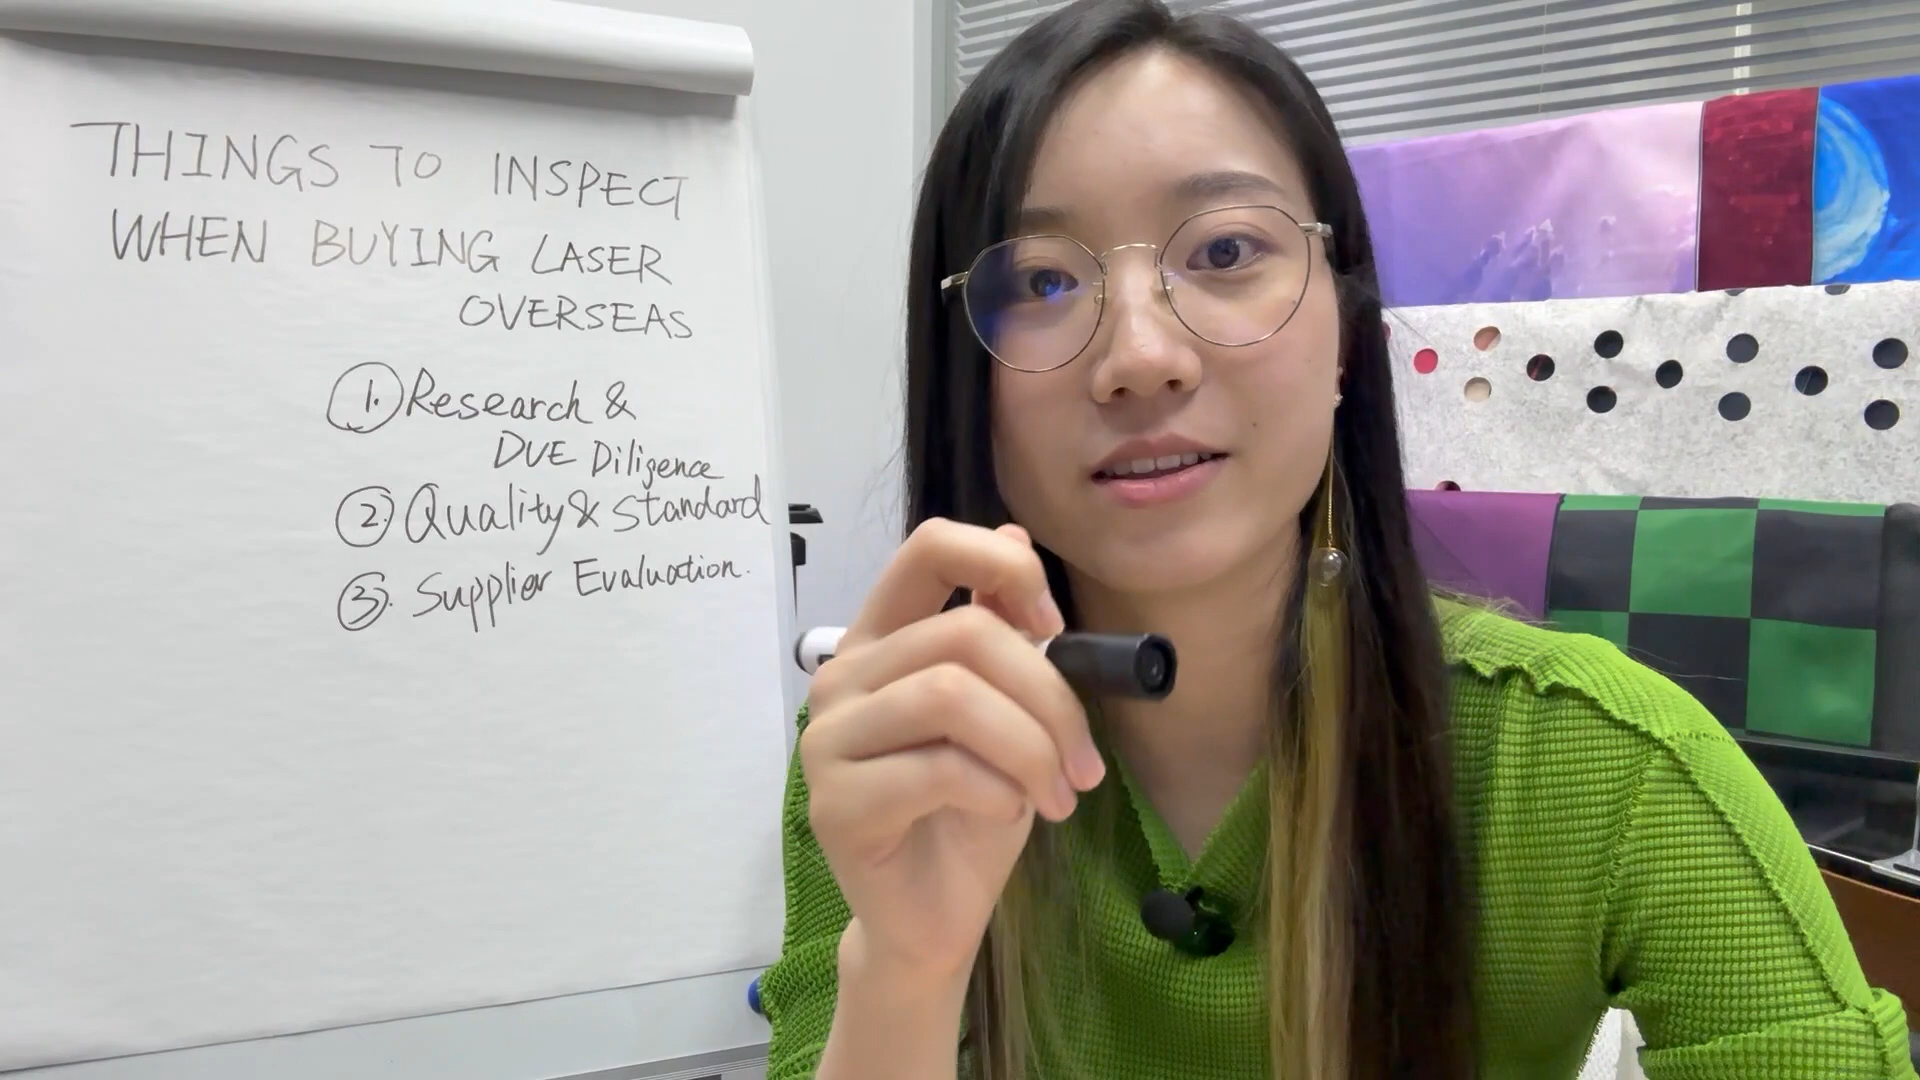 THINGS TO INSPECT
WHEN BUYING LASER
OVERSEAS
1. Research &
DUE Diligence
2. Quality & Standard
3. Supplier Evaluation.